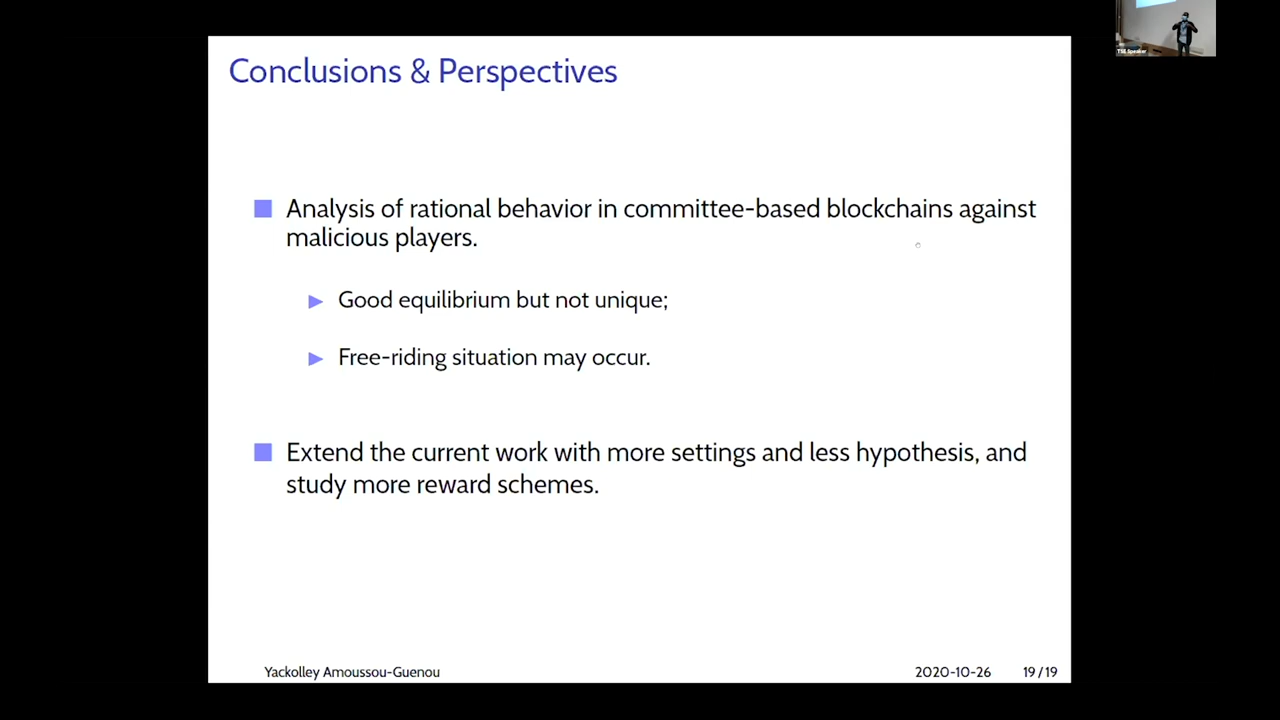 TSE Speaker
Conclusions & Perspectives
Analysis of rational behavior in committee-based blockchains against
malicious players.
Good equilibrium but not unique;
Free-riding situation may occur.
Extend the current work with more settings and less hypothesis, and
study more reward schemes.
Yackolley Amoussou-Guenou
2020-10-26
19/19